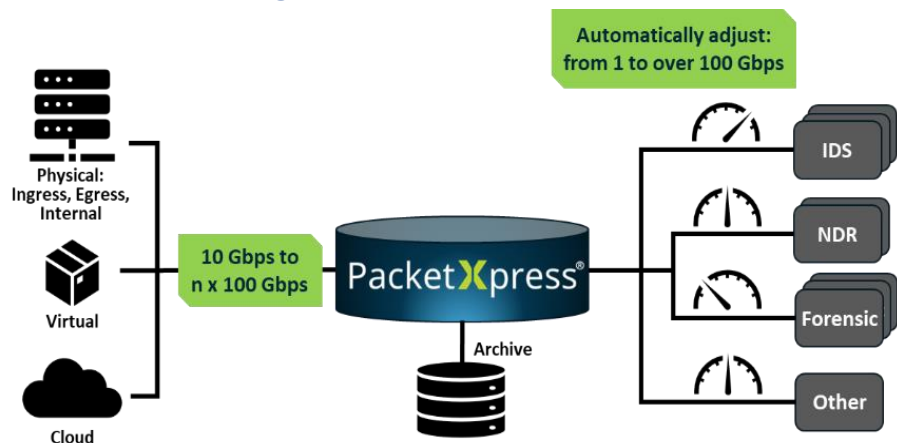 Automatically adjust:
from 1 to over 100 Gbps
Physical:
Ingress, Egress,
Internal
Virtual
Cloud
10 Gbps to
n x 100 Gbps
PacketXpress®
Archive
IDS
NDR
Forensic
Other